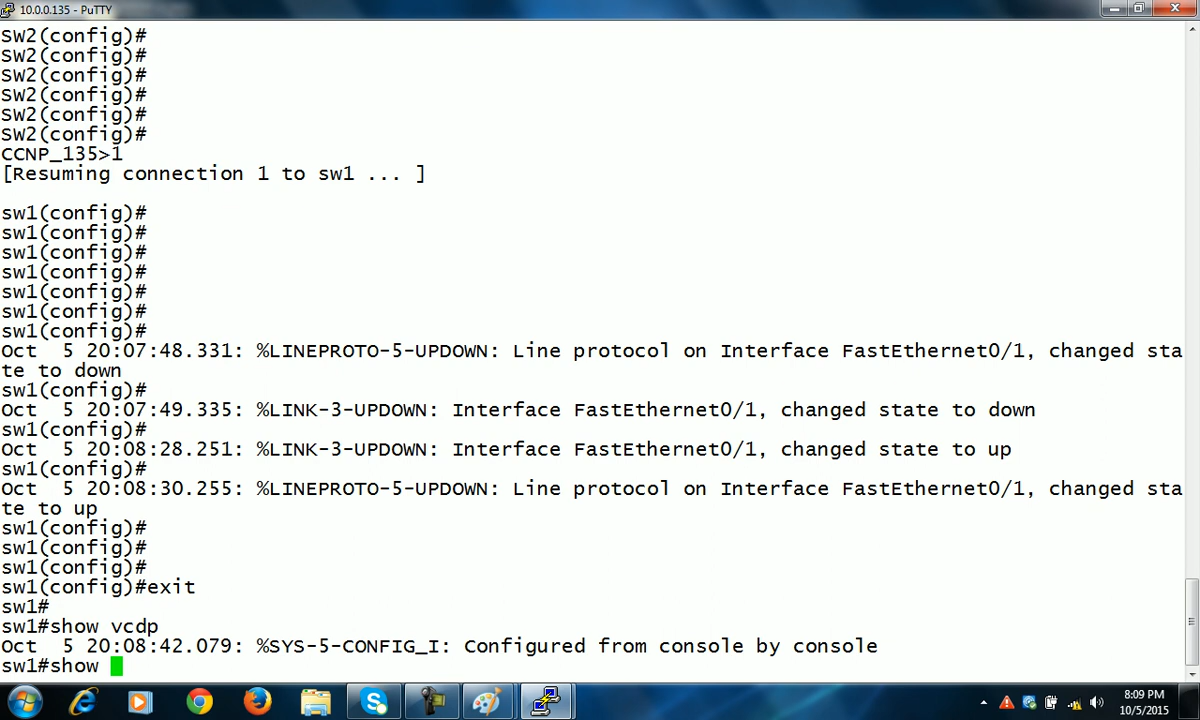 10.0.0.135 - PuTTY
SW2(config)#
SW2(config)#
SW2(config)#
SW2(config)#
SW2(config)#
SW2(config)#
CCNP_135>1
[Resuming connection 1 to sw1 ... ]
sw1(config)#
sw1(config)#
sw1(config)#
sw1(config)#
sw1(config)#
sw1(config)#
sw1(config)#
Oct  5 20:07:48.331: %LINEPROTO-5-UPDOWN: Line protocol on Interface FastEthernet0/1, changed sta
te to down
sw1(config)#
Oct  5 20:07:49.335: %LINK-3-UPDOWN: Interface FastEthernet0/1, changed state to down
sw1(config)#
Oct  5 20:08:28.251: %LINK-3-UPDOWN: Interface FastEthernet0/1, changed state to up
sw1(config)#
Oct  5 20:08:30.255: %LINEPROTO-5-UPDOWN: Line protocol on Interface FastEthernet0/1, changed sta
te to up
sw1(config)#
sw1(config)#
sw1(config)#
sw1(config)#exit
sw1#
sw1#show vcdp
Oct  5 20:08:42.079: %SYS-5-CONFIG_I: Configured from console by console
sw1#show
8:09 PM
10/5/2015